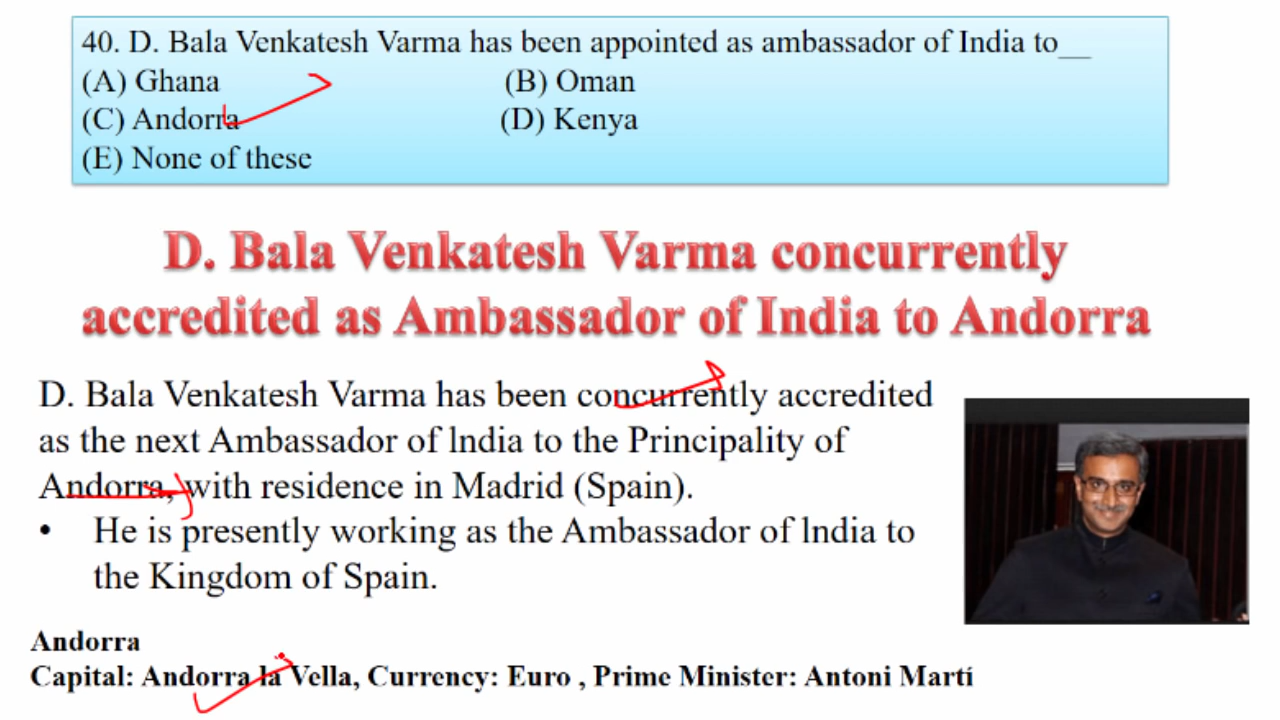 40. D. Bala Venkatesh Varma has been appointed as ambassador of India to__
(A) Ghana (B) Oman
(C) Andorra (D) Kenya
(E) None of these
D. Bala Venkatesh Varma concurrently
accredited as Ambassador of India to Andorra
D. Bala Venkatesh Varma has been concurrently accredited
as the next Ambassador of lndia to the Principality of
Andorra, with residence in Madrid (Spain).
• He is presently working as the Ambassador of lndia to
the Kingdom of Spain.
Andorra
Capital: Andorra la Vella, Currency: Euro , Prime Minister: Antoni Martí